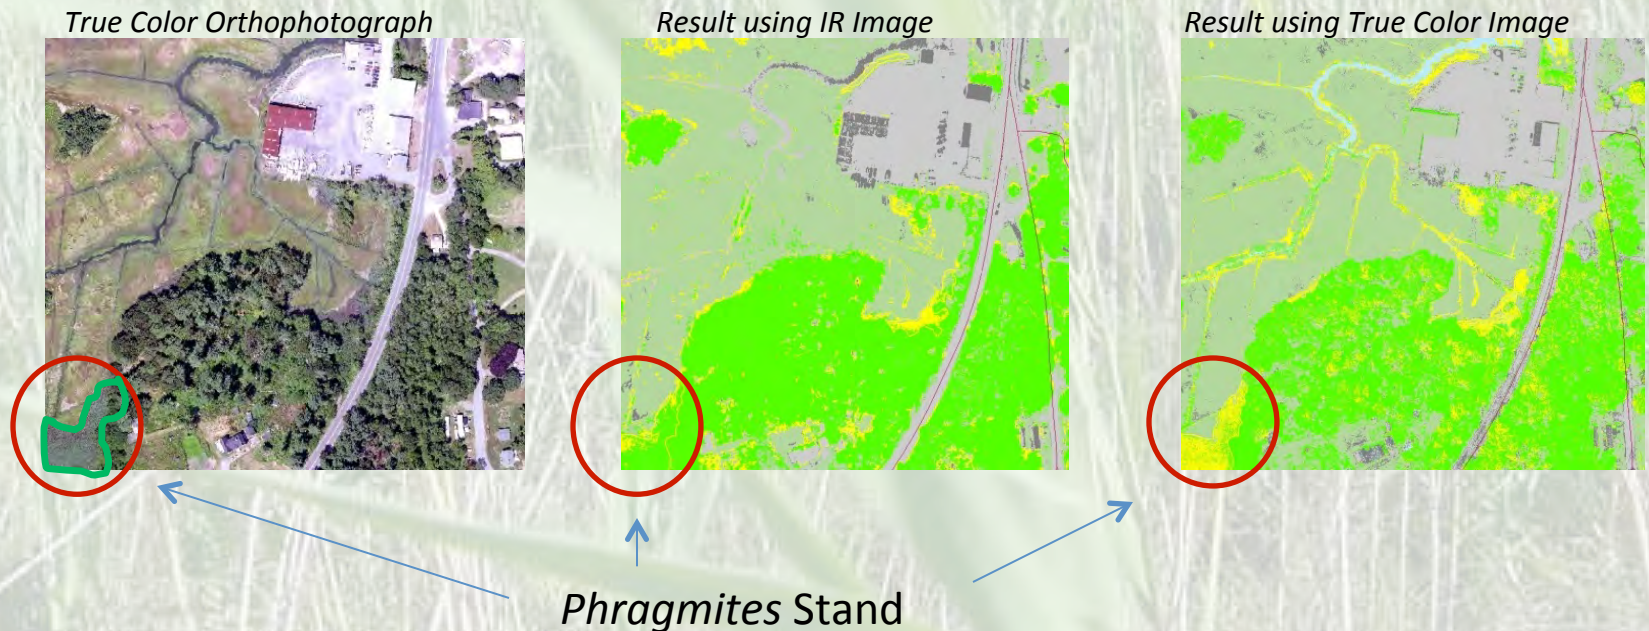 True Color Orthophotograph
Result using IR Image
Result using True Color Image
Phragmites Stand